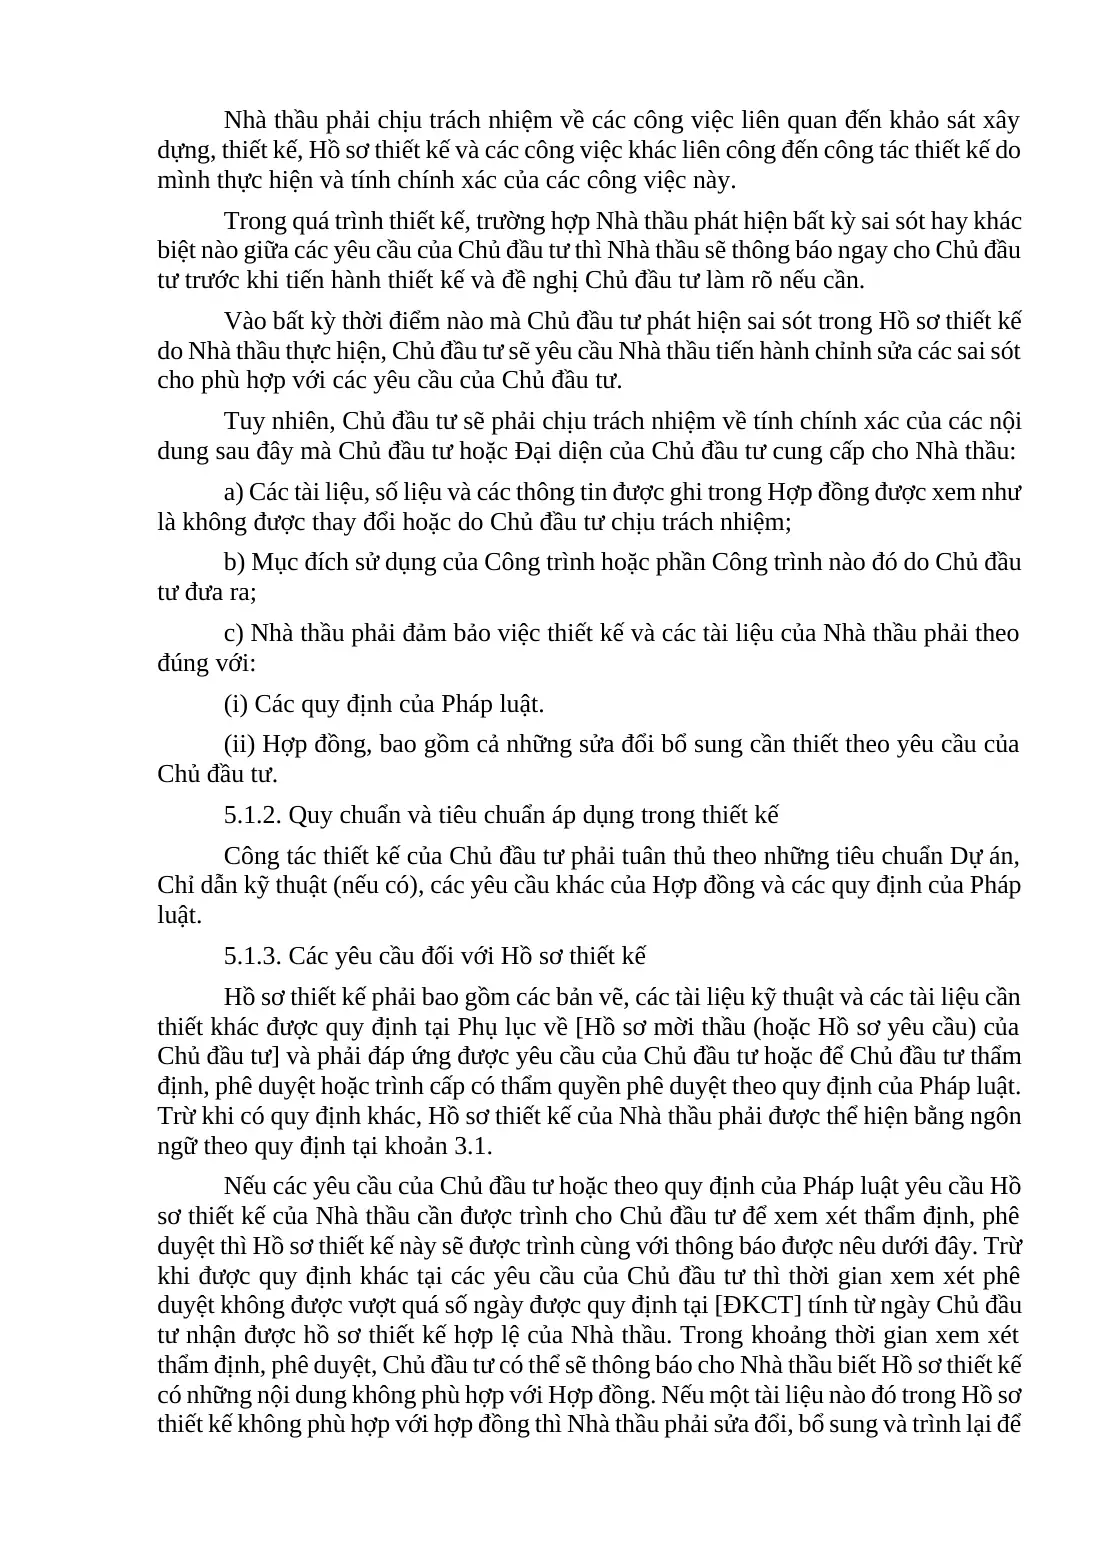 Nhà thầu phải chịu trách nhiệm về các công việc liên quan đến khảo sát xây
dựng, thiết kế, Hồ sơ thiết kế và các công việc khác liên công đến công tác thiết kế do
mình thực hiện và tính chính xác của các công việc này.
Trong quá trình thiết kế, trường hợp Nhà thầu phát hiện bất kỳ sai sót hay khác
biệt nào giữa các yêu cầu của Chủ đầu tư thì Nhà thầu sẽ thông báo ngay cho Chủ đầu
tư trước khi tiến hành thiết kế và đề nghị Chủ đầu tư làm rõ nếu cần.
Vào bất kỳ thời điểm nào mà Chủ đầu tư phát hiện sai sót trong Hồ sơ thiết kế
do Nhà thầu thực hiện, Chủ đầu tư sẽ yêu cầu Nhà thầu tiến hành chỉnh sửa các sai sót
cho phù hợp với các yêu cầu của Chủ đầu tư.
Tuy nhiên, Chủ đầu tư sẽ phải chịu trách nhiệm về tính chính xác của các nội
dung sau đây mà Chủ đầu tư hoặc Đại diện của Chủ đầu tư cung cấp cho Nhà thầu:
a) Các tài liệu, số liệu và các thông tin được ghi trong Hợp đồng được xem như
là không được thay đổi hoặc do Chủ đầu tư chịu trách nhiệm;
b) Mục đích sử dụng của Công trình hoặc phần Công trình nào đó do Chủ đầu
tư đưa ra;
c) Nhà thầu phải đảm bảo việc thiết kế và các tài liệu của Nhà thầu phải theo
đúng với:
(i) Các quy định của Pháp luật.
(ii) Hợp đồng, bao gồm cả những sửa đổi bổ sung cần thiết theo yêu cầu của
Chủ đầu tư.
5.1.2. Quy chuẩn và tiêu chuẩn áp dụng trong thiết kế
Công tác thiết kế của Chủ đầu tư phải tuân thủ theo những tiêu chuẩn Dự án,
Chỉ dẫn kỹ thuật (nếu có), các yêu cầu khác của Hợp đồng và các quy định của Pháp
luật.
5.1.3. Các yêu cầu đối với Hồ sơ thiết kế
Hồ sơ thiết kế phải bao gồm các bản vẽ, các tài liệu kỹ thuật và các tài liệu cần
thiết khác được quy định tại Phụ lục về [Hồ sơ mời thầu (hoặc Hồ sơ yêu cầu) của
Chủ đầu tư] và phải đáp ứng được yêu cầu của Chủ đầu tư hoặc để Chủ đầu tư thẩm
định, phê duyệt hoặc trình cấp có thẩm quyền phê duyệt theo quy định của Pháp luật.
Trừ khi có quy định khác, Hồ sơ thiết kế của Nhà thầu phải được thể hiện bằng ngôn
ngữ theo quy định tại khoản 3.1.
Nếu các yêu cầu của Chủ đầu tư hoặc theo quy định của Pháp luật yêu cầu Hồ
sơ thiết kế của Nhà thầu cần được trình cho Chủ đầu tư để xem xét thẩm định, phê
duyệt thì Hồ sơ thiết kế này sẽ được trình cùng với thông báo được nêu dưới đây. Trừ
khi được quy định khác tại các yêu cầu của Chủ đầu tư thì thời gian xem xét phê
duyệt không được vượt quá số ngày được quy định tại [ĐKCT] tính từ ngày Chủ đầu
tư nhận được hồ sơ thiết kế hợp lệ của Nhà thầu. Trong khoảng thời gian xem xét
thẩm định, phê duyệt, Chủ đầu tư có thể sẽ thông báo cho Nhà thầu biết Hồ sơ thiết kế
có những nội dung không phù hợp với Hợp đồng. Nếu một tài liệu nào đó trong Hồ sơ
thiết kế không phù hợp với hợp đồng thì Nhà thầu phải sửa đổi, bổ sung và trình lại để